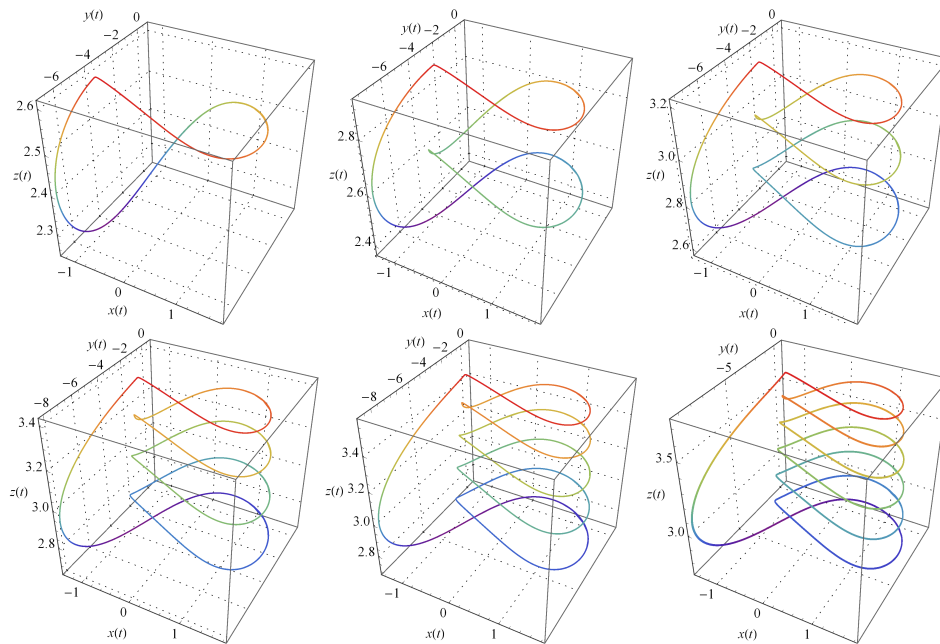 y(t) 0 −2 −4 −6
2.6 2.5 z(t) 2.4 2.3
−1 0 x(t) 1
y(t) 0 −2 −4 −6
2.8 z(t) 2.6 2.4
−1 0 x(t) 1
y(t) 0 −2 −4 −6
3.2 3.0 z(t) 2.8 2.6
−1 0 x(t) 1
y(t) 0 −2 −4 −6 −8
3.4 3.2 z(t) 3.0 2.8
−1 0 x(t) 1
y(t) 0 −2 −4 −6 −8
3.4 z(t) 3.2 3.0 2.8
−1 0 x(t) 1
y(t) 0 −5
3.5 z(t) 3.0
−1 0 x(t) 1